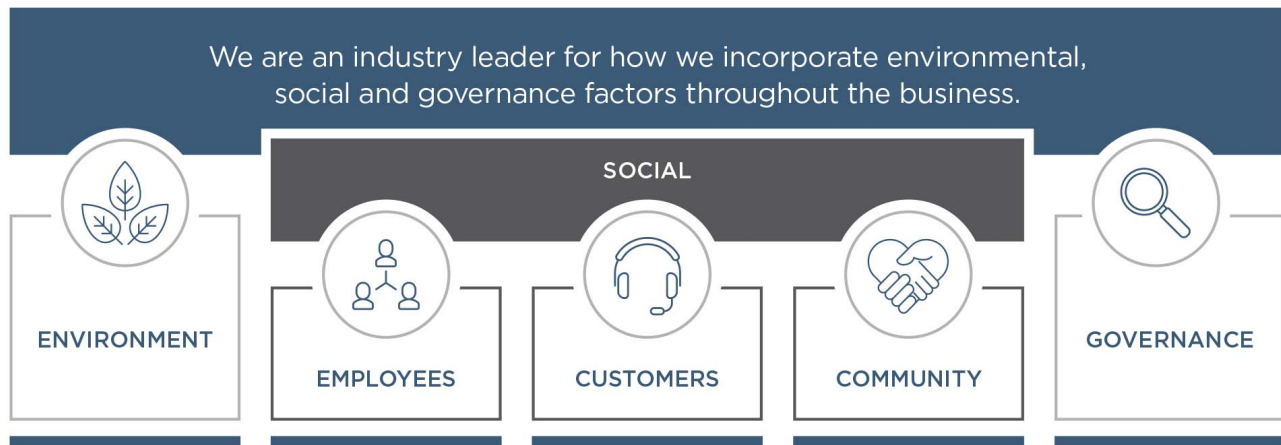 We are an industry leader for how we incorporate environmental,
social and governance factors throughout the business.
SOCIAL
ENVIRONMENT
EMPLOYEES
CUSTOMERS
COMMUNITY
GOVERNANCE